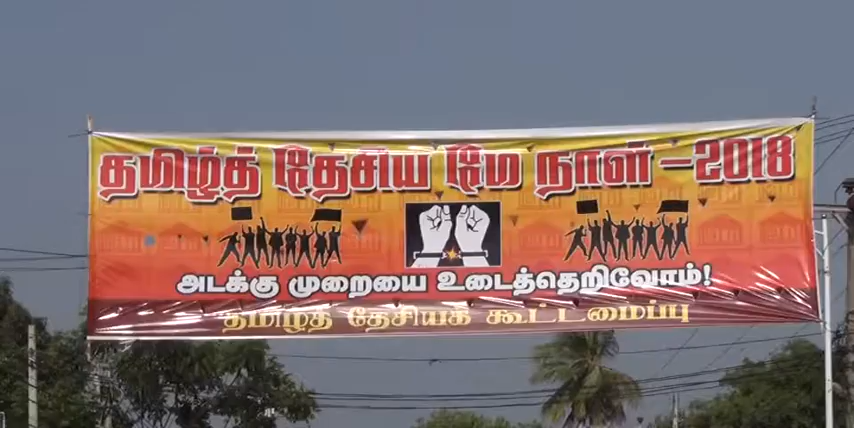 தமிழ்த் தேசிய மே நாள் - 2018
அடக்கு முறையை உடைத்தெறிவோம்!
தமிழ்த் தேசியக் கூட்டமைப்பு